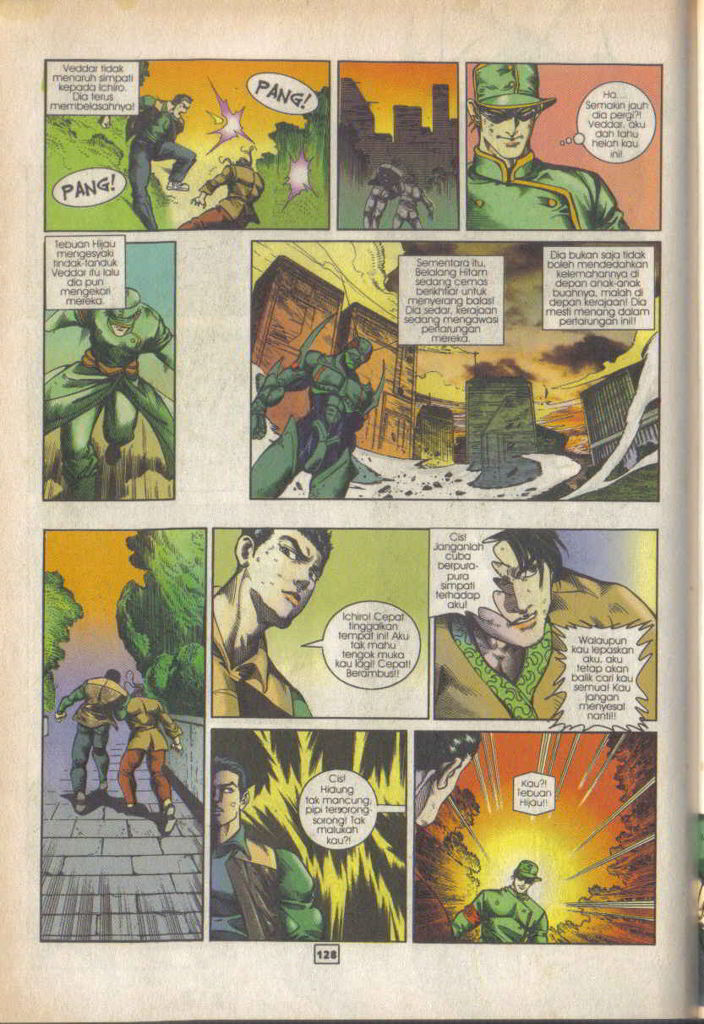 Veddar tidak
menaruh simpati
kepada Ichiro.
Dia terus
membelasahnya!
PANG!
PANG!
Ha....
Semakin jauh
dia pergi?!
Veddar, aku
dah tahu
helah kau
ini!
Tebuan Hijau
mengesyaki
tindak-tanduk
Veddar itu lalu
dia pun
mengekori
mereka.
Sementara itu,
Belalang Hitam
sedang cemas
berikhtiar untuk
menyerang balas!
Dia sedar, kerajaan
sedang mengawasi
pertarungan
mereka.
Dia bukan saja tidak
boleh mendedahkan
kelemahannya di
depan anak-anak
buahnya, malah di
depan kerajaan! Dia
mesti menang dalam
pertarungan ini!!
Ichiro! Cepat
tinggalkan
tempat ini! Aku
tak mahu
tengok muka
kau lagi! Cepat!
Berambus!!
Cis!
Janganlah
cuba
berpura-
pura
simpati
terhadap
aku!
Walaupun
kau lepaskan
aku, aku
tetap akan
balik cari kau
semua! Kau
jangan
menyesal
nanti!!
Cis!
Hidung
tak mancung,
pipi tersorong-
sorong! Tak
malukah
kau?!
Kau?!
Tebuan
Hijau!!
128